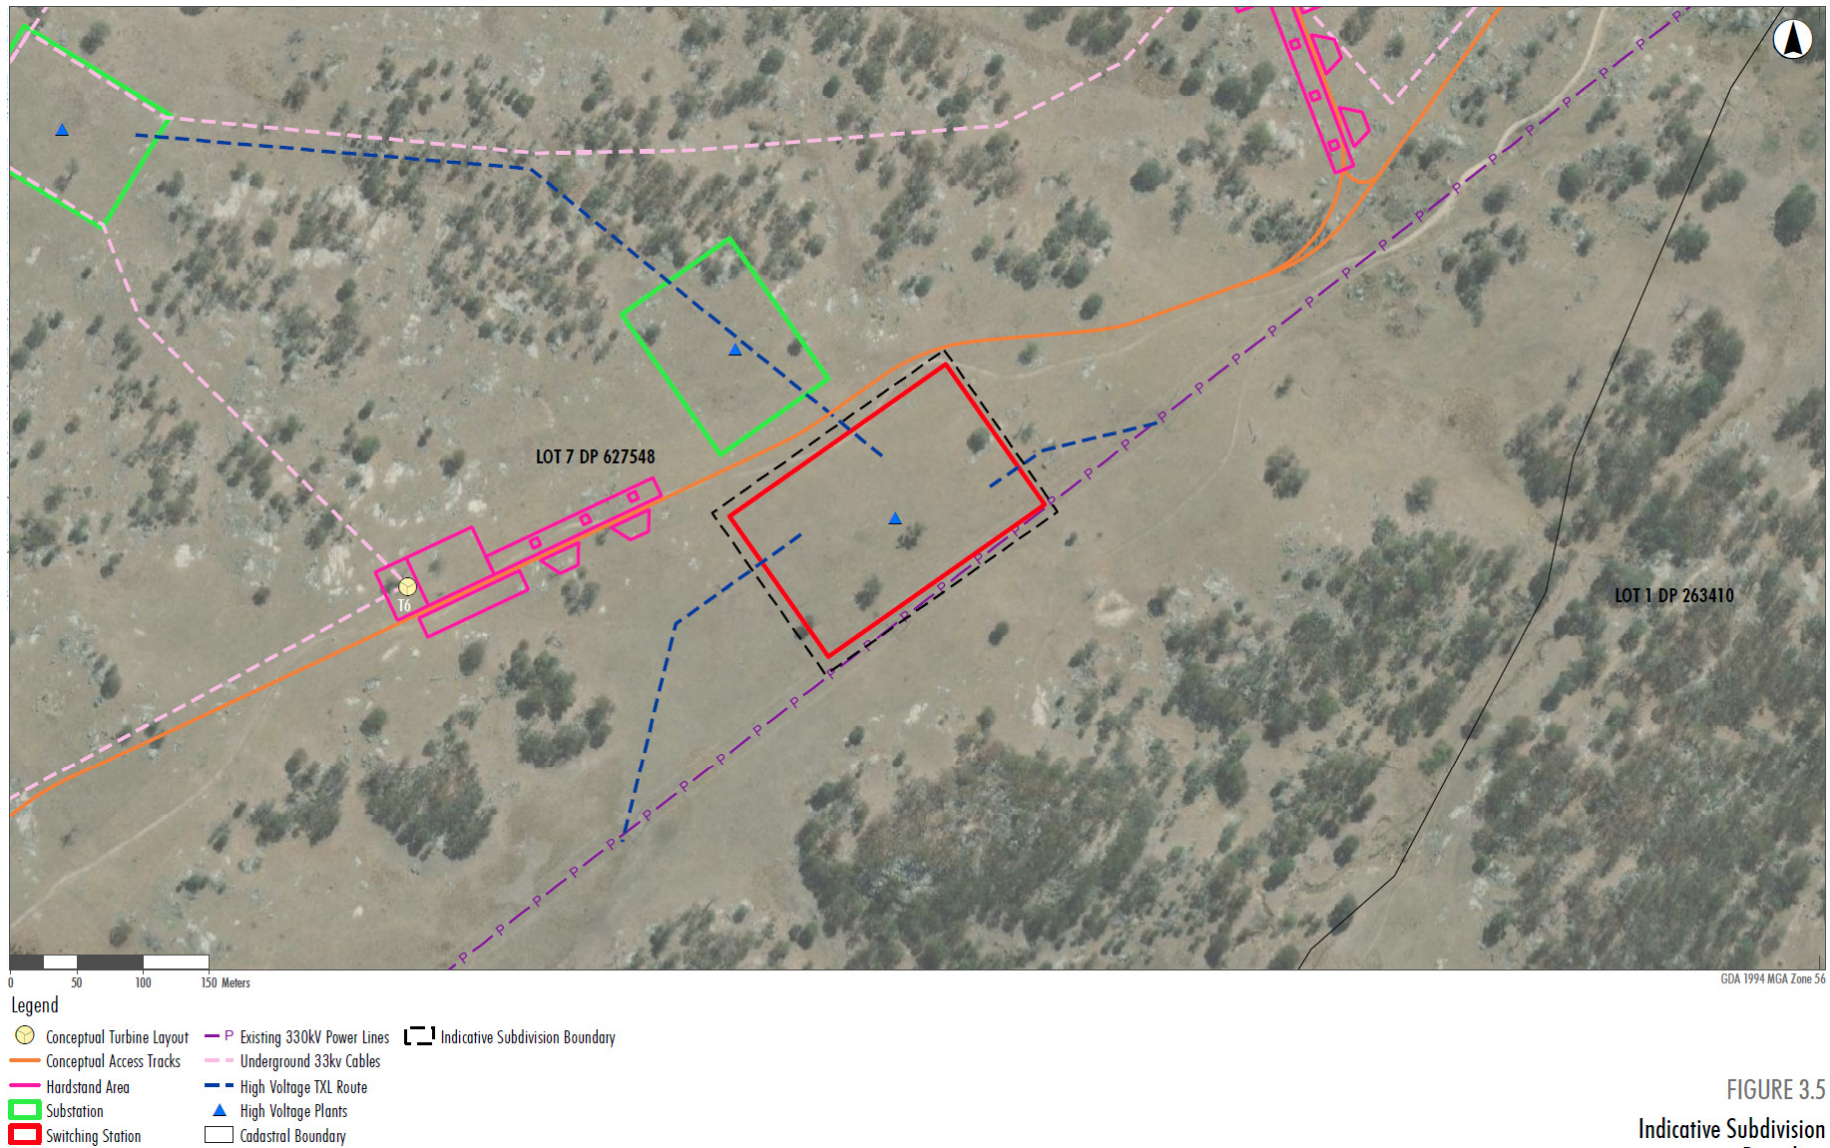 LOT 7 DP 627548
T6
LOT 1 DP 263410
0 50 100 150 Meters
GDA 1994 MGA Zone 56
Legend
Conceptual Turbine Layout
Conceptual Access Tracks
Hardstand Area
Substation
Switching Station
P Existing 330kV Power Lines
Underground 33kv Cables
High Voltage TXL Route
High Voltage Plants
Cadastral Boundary
Indicative Subdivision Boundary
FIGURE 3.5
Indicative Subdivision